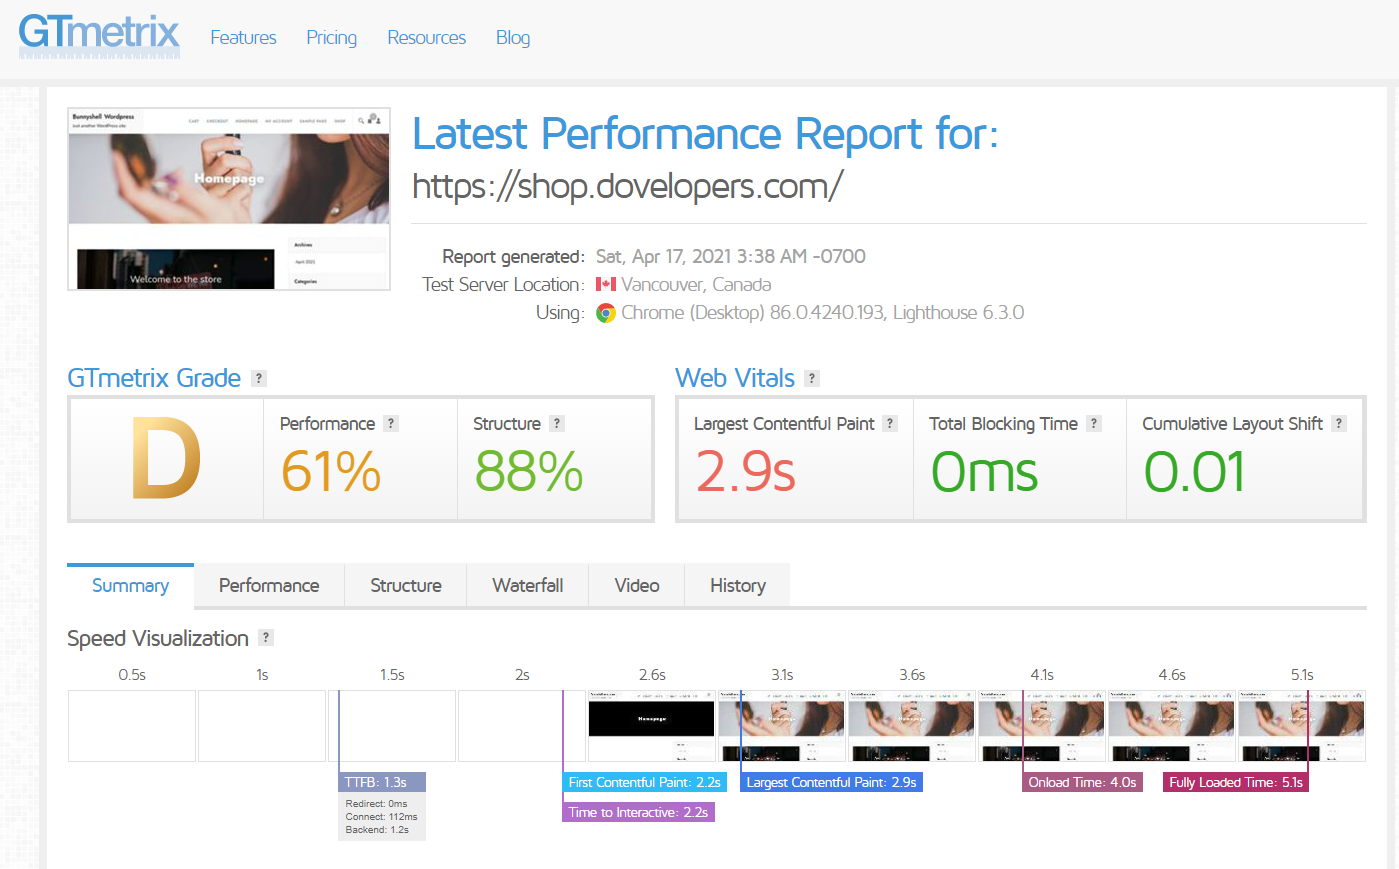 GTmetrix
Features Pricing Resources Blog
Bunnyshell Wordpress
Just another WordPress site
CART CHECKOUT HOMEPAGE MY ACCOUNT SAMPLE PAGE SHOP
Homepage
Welcome to the store
Archives
April 2021
Categories
Latest Performance Report for:
https://shop.dovelopers.com/
Report generated: Sat, Apr 17, 2021 3:38 AM -0700
Test Server Location: Vancouver, Canada
Using: Chrome (Desktop) 86.0.4240.193, Lighthouse 6.3.0
GTmetrix Grade ?
D
Performance ?
61%
Structure ?
88%
Web Vitals ?
Largest Contentful Paint ?
2.9s
Total Blocking Time ?
0ms
Cumulative Layout Shift ?
0.01
Summary Performance Structure Waterfall Video History
Speed Visualization ?
0.5s 1s 1.5s 2s 2.6s 3.1s 3.6s 4.1s 4.6s 5.1s
Homepage
TTFB: 1.3s
Redirect: 0ms
Connect: 112ms
Backend: 1.2s
First Contentful Paint: 2.2s
Time to Interactive: 2.2s
Largest Contentful Paint: 2.9s
Onload Time: 4.0s
Fully Loaded Time: 5.1s